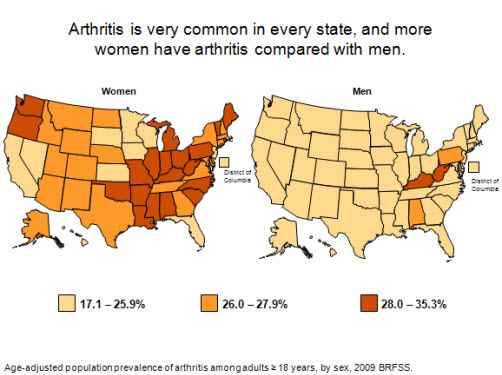 Arthritis is very common in every state, and more
women have arthritis compared with men.
Women
Men
District of
Columbia
District of
Columbia
17.1 – 25.9%
26.0 – 27.9%
28.0 – 35.3%
Age-adjusted population prevalence of arthritis among adults ≥ 18 years, by sex, 2009 BRFSS.